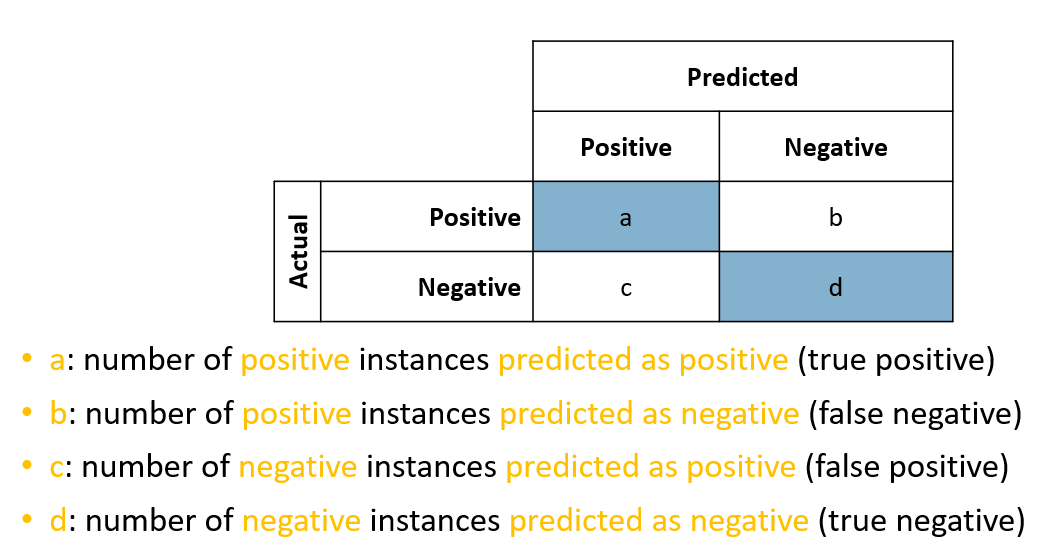 Predicted
Positive Negative
Actual
Positive a b
Negative c d
• a: number of positive instances predicted as positive (true positive)
• b: number of positive instances predicted as negative (false negative)
• c: number of negative instances predicted as positive (false positive)
• d: number of negative instances predicted as negative (true negative)